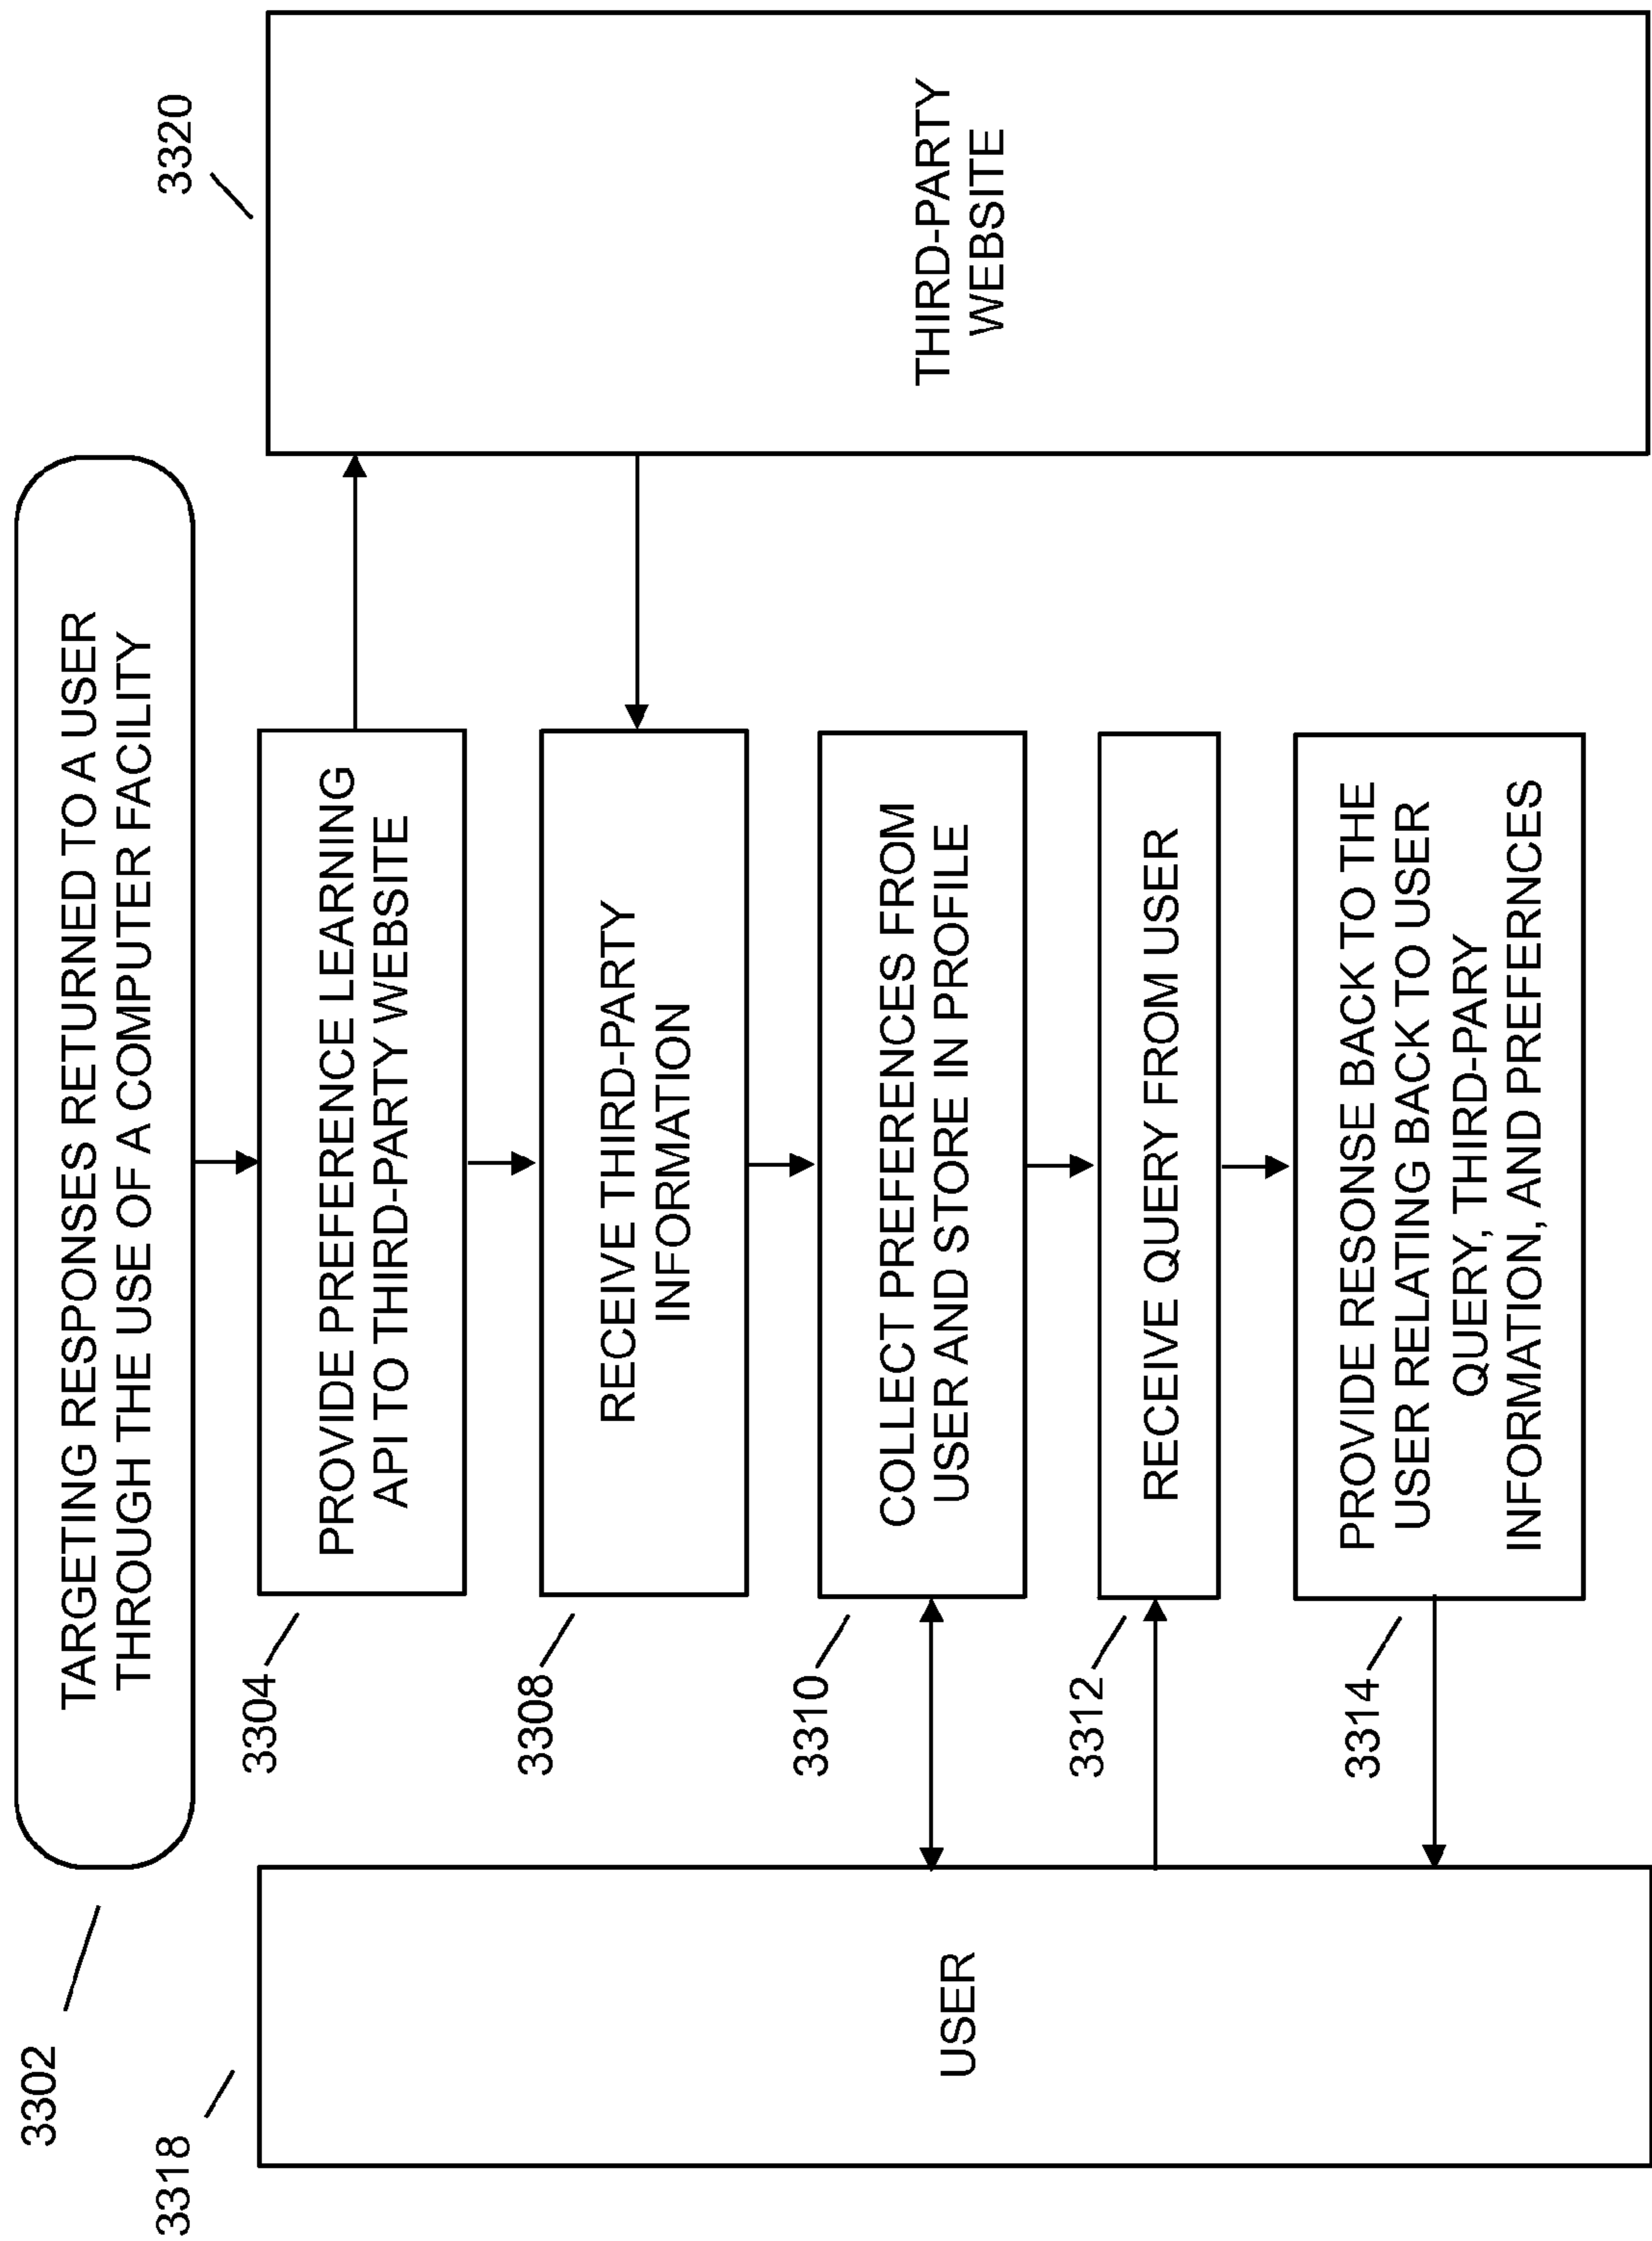 3302
TARGETING RESPONSES RETURNED TO A USER
THROUGH THE USE OF A COMPUTER FACILITY
3318
USER
3304
PROVIDE PREFERENCE LEARNING
API TO THIRD-PARTY WEBSITE
3308
RECEIVE THIRD-PARTY
INFORMATION
3310
COLLECT PREFERENCES FROM
USER AND STORE IN PROFILE
3312
RECEIVE QUERY FROM USER
3314
PROVIDE RESONSE BACK TO THE
USER RELATING BACK TO USER
QUERY, THIRD-PARY
INFORMATION, AND PREFERNCES
3320
THIRD-PARTY
WEBSITE